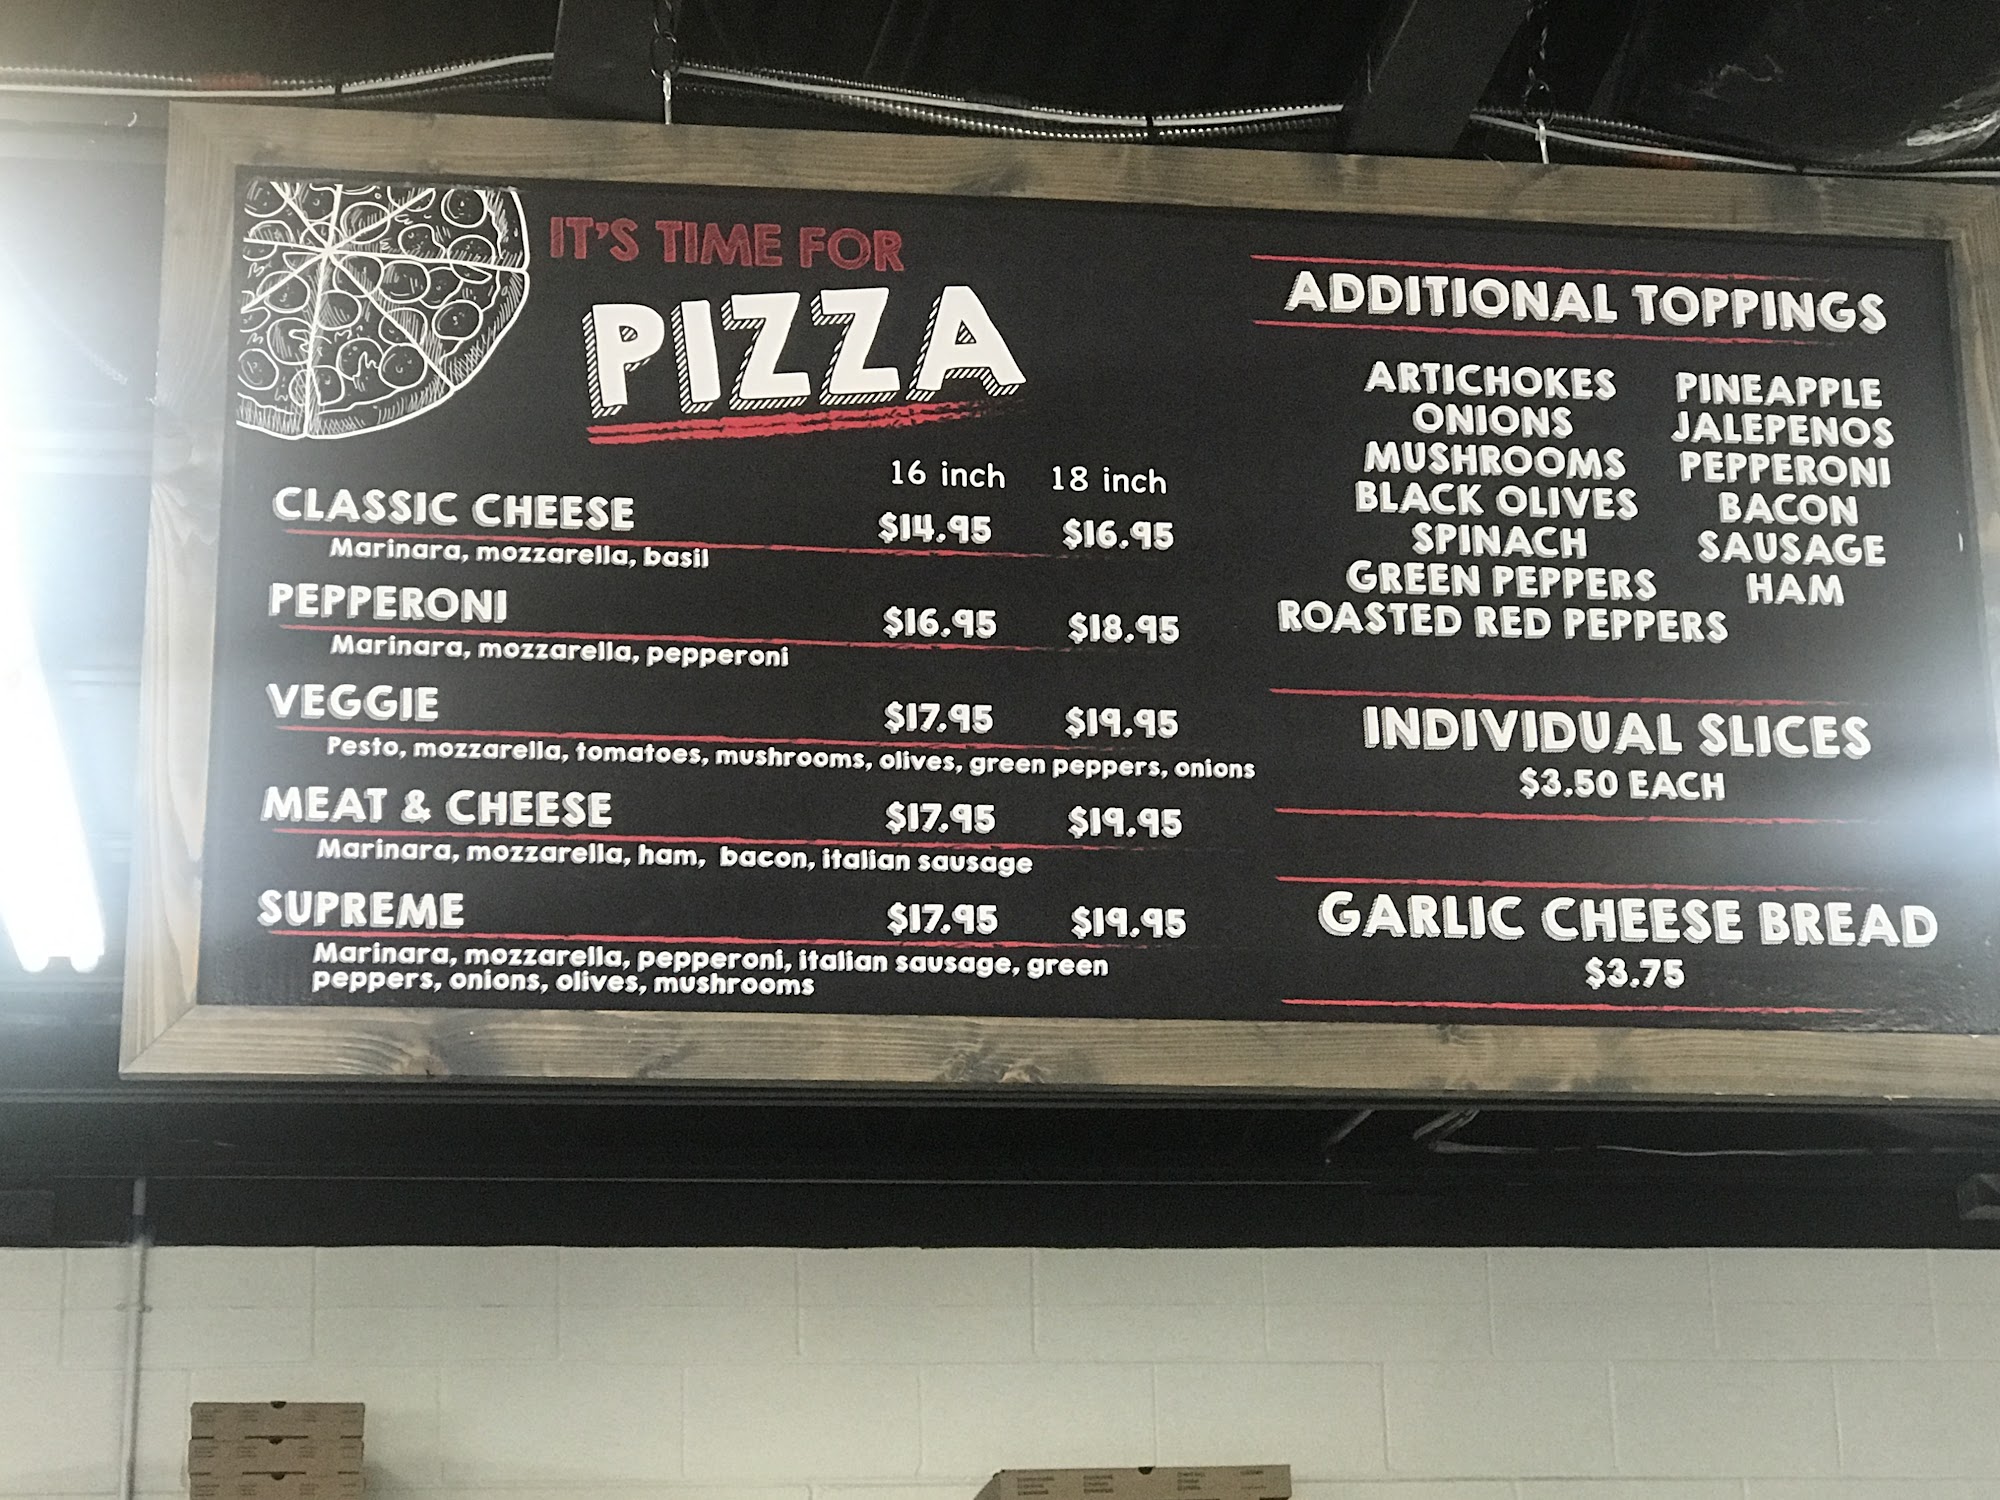 IT'S TIME FOR
PIZZA
16 inch 18 inch
CLASSIC CHEESE $14.95 $16.95
Marinara, mozzarella, basil
PEPPERONI $16.95 $18.95
Marinara, mozzarella, pepperoni
VEGGIE $17.95 $19.95
Pesto, mozzarella, tomatoes, mushrooms, olives, green peppers, onions
MEAT & CHEESE $17.95 $19.95
Marinara, mozzarella, ham, bacon, italian sausage
SUPREME $17.95 $19.95
Marinara, mozzarella, pepperoni, italian sausage, green
peppers, onions, olives, mushrooms
ADDITIONAL TOPPINGS
ARTICHOKES PINEAPPLE
ONIONS JALEPENOS
MUSHROOMS PEPPERONI
BLACK OLIVES BACON
SPINACH SAUSAGE
GREEN PEPPERS HAM
ROASTED RED PEPPERS
INDIVIDUAL SLICES
$3.50 EACH
GARLIC CHEESE BREAD
$3.75